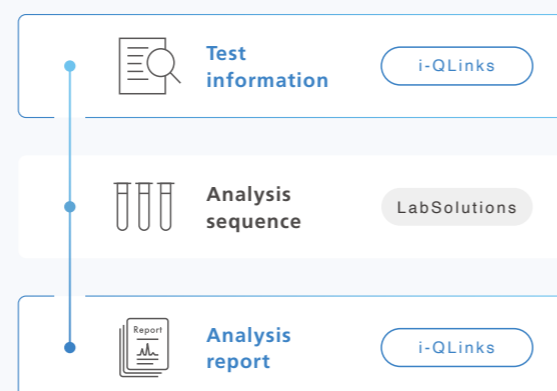 Test
information
i-QLinks
Analysis
sequence
LabSolutions
Report
Analysis
report
i-QLinks